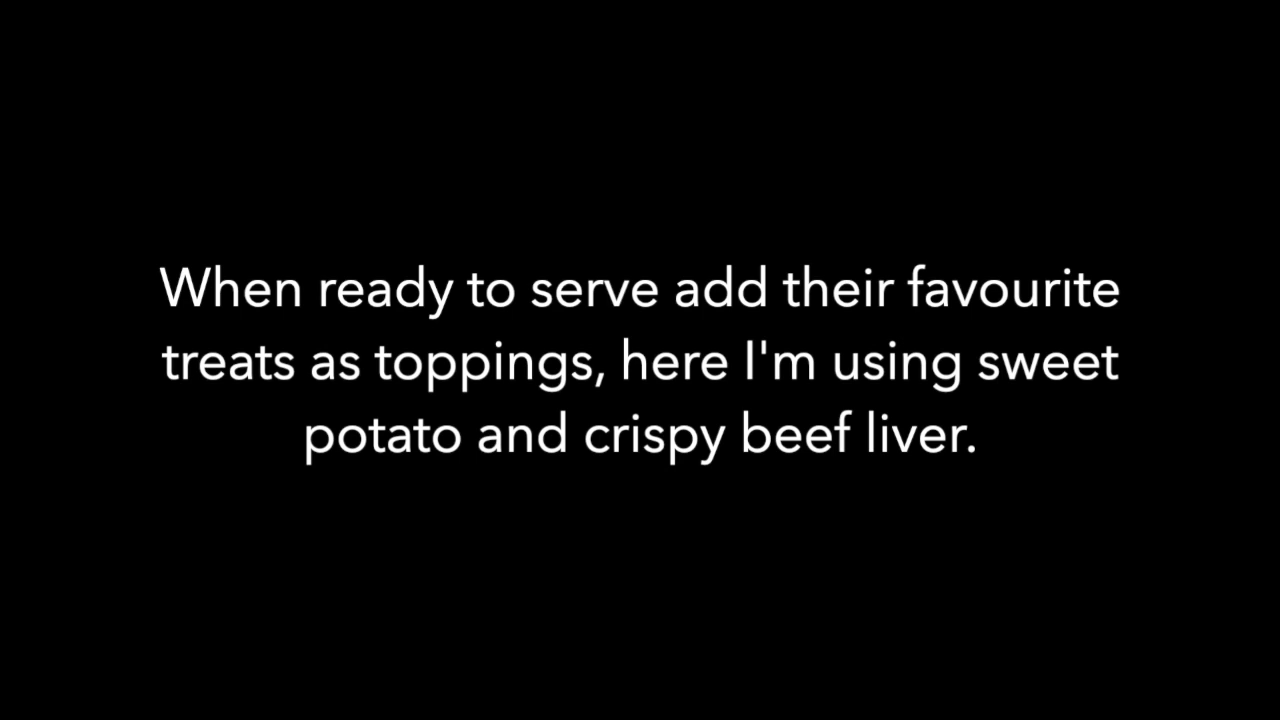 When ready to serve add their favourite
treats as toppings, here I'm using sweet
potato and crispy beef liver.